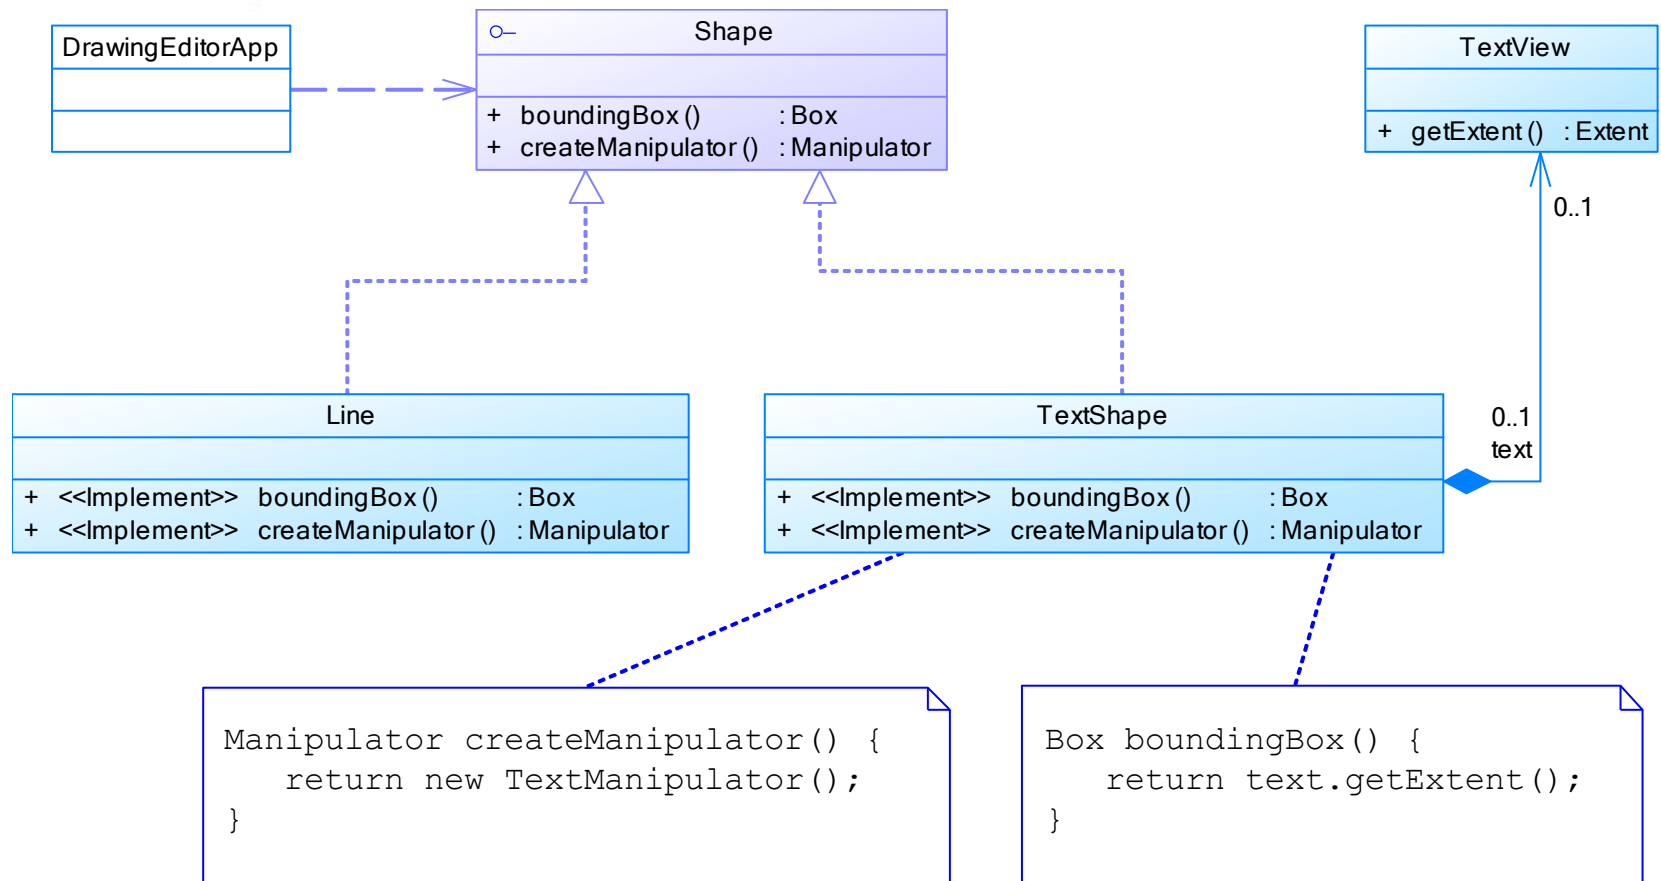 DrawingEditorApp
Shape
+ boundingBox () : Box
+ createManipulator () : Manipulator
TextView
+ getExtent () : Extent
0..1
Line
+ <<Implement>> boundingBox () : Box
+ <<Implement>> createManipulator () : Manipulator
TextShape
+ <<Implement>> boundingBox () : Box
+ <<Implement>> createManipulator () : Manipulator
0..1
text
Manipulator createManipulator() {
return new TextManipulator();
}
Box boundingBox() {
return text.getExtent();
}